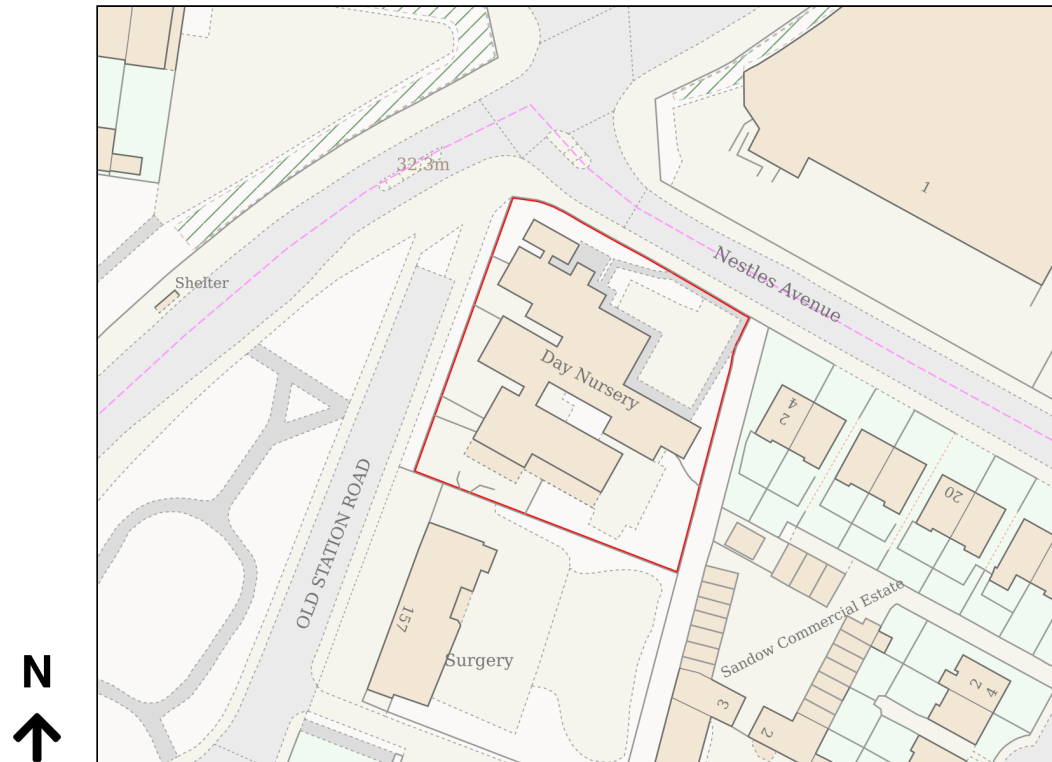 32.3m
1
Nestles Avenue
Shelter
Day Nursery
2
4
20
OLD STATION ROAD
157
Surgery
Sandow Commercial Estate
2
4
3
2
N